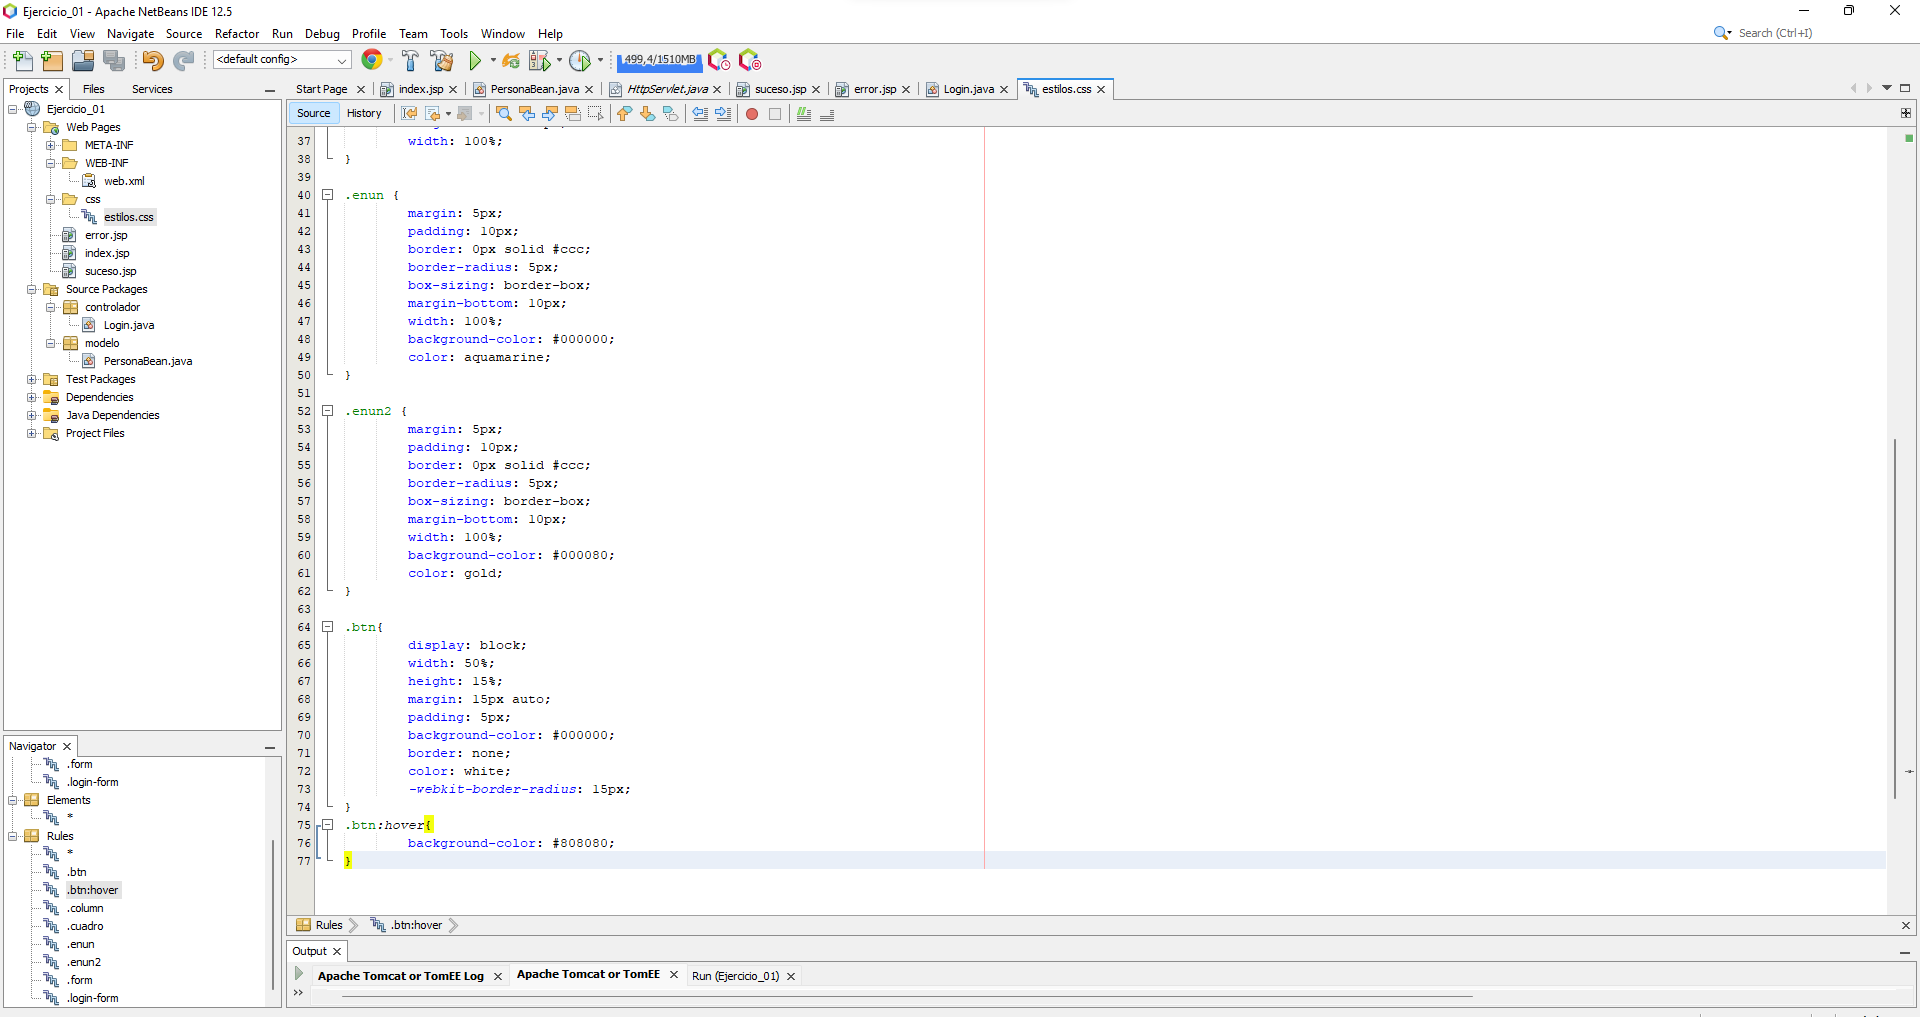 Ejercicio_01 - Apache NetBeans IDE 12.5
File Edit View Navigate Source Refactor Run Debug Profile Team Tools Window Help
Search (Ctrl+I)
<default config>
499,4/1510MB
Projects Files Services
Ejercicio_01
Web Pages
META-INF
WEB-INF
web.xml
css
estilos.css
error.jsp
index.jsp
suceso.jsp
Source Packages
controlador
Login.java
modelo
PersonaBean.java
Test Packages
Dependencies
Java Dependencies
Project Files
Navigator
.form
.login-form
Elements
*
Rules
*
.btn
.btn:hover
.column
.cuadro
.enun
.enun2
.form
.login-form
Start Page index.jsp PersonaBean.java HttpServlet.java suceso.jsp error.jsp Login.java estilos.css
Source History
37 width: 100%;
38 }
39
40 .enun {
41 margin: 5px;
42 padding: 10px;
43 border: 0px solid #ccc;
44 border-radius: 5px;
45 box-sizing: border-box;
46 margin-bottom: 10px;
47 width: 100%;
48 background-color: #000000;
49 color: aquamarine;
50 }
51
52 .enun2 {
53 margin: 5px;
54 padding: 10px;
55 border: 0px solid #ccc;
56 border-radius: 5px;
57 box-sizing: border-box;
58 margin-bottom: 10px;
59 width: 100%;
60 background-color: #000080;
61 color: gold;
62 }
63
64 .btn{
65 display: block;
66 width: 50%;
67 height: 15%;
68 margin: 15px auto;
69 padding: 5px;
70 background-color: #000000;
71 border: none;
72 color: white;
73 -webkit-border-radius: 15px;
74 }
75 .btn:hover{
76 background-color: #808080;
77 }
Rules .btn:hover
Output
Apache Tomcat or TomEE Log Apache Tomcat or TomEE Run (Ejercicio_01)